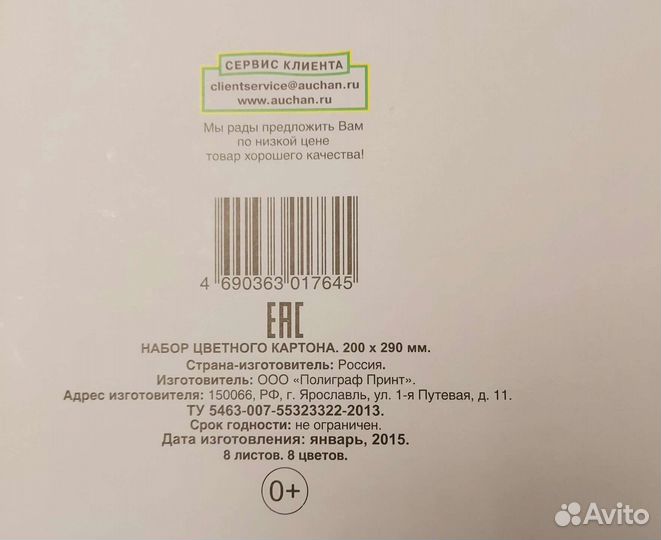 СЕРВИС КЛИЕНТА
clientservice@auchan.ru
www.auchan.ru
Мы рады предложить Вам
по низкой цене
товар хорошего качества!
4 690363 017645
EAC
НАБОР ЦВЕТНОГО КАРТОНА. 200 х 290 мм.
Страна-изготовитель: Россия.
Изготовитель: ООО «Полиграф Принт».
Адрес изготовителя: 150066, РФ, г. Ярославль, ул. 1-я Путевая, д. 11.
ТУ 5463-007-55323322-2013.
Срок годности: не ограничен.
Дата изготовления: январь, 2015.
8 листов. 8 цветов.
0+
Avito